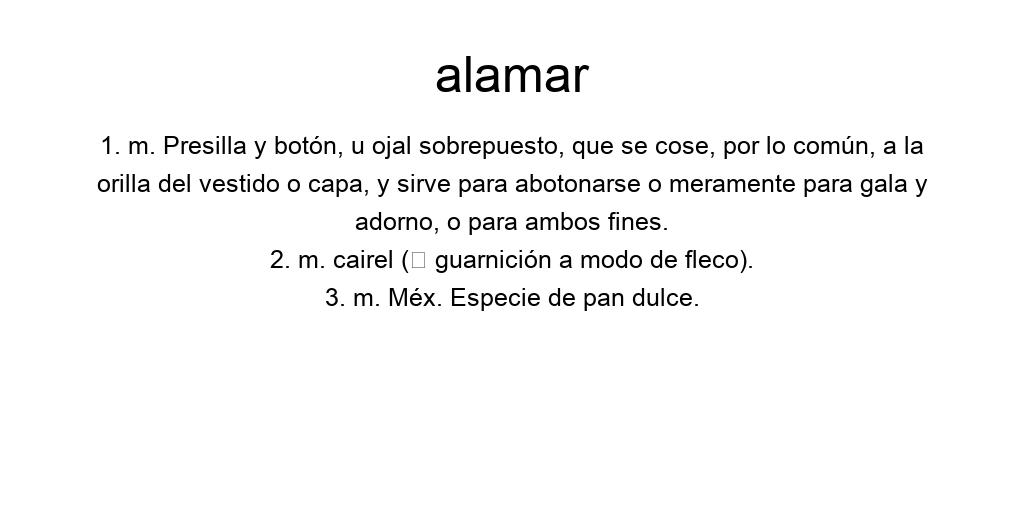 alamar
1. m. Presilla y botón, u ojal sobrepuesto, que se cose, por lo común, a la
orilla del vestido o capa, y sirve para abotonarse o meramente para gala y
adorno, o para ambos fines.
2. m. cairel (□ guarnición a modo de fleco).
3. m. Méx. Especie de pan dulce.